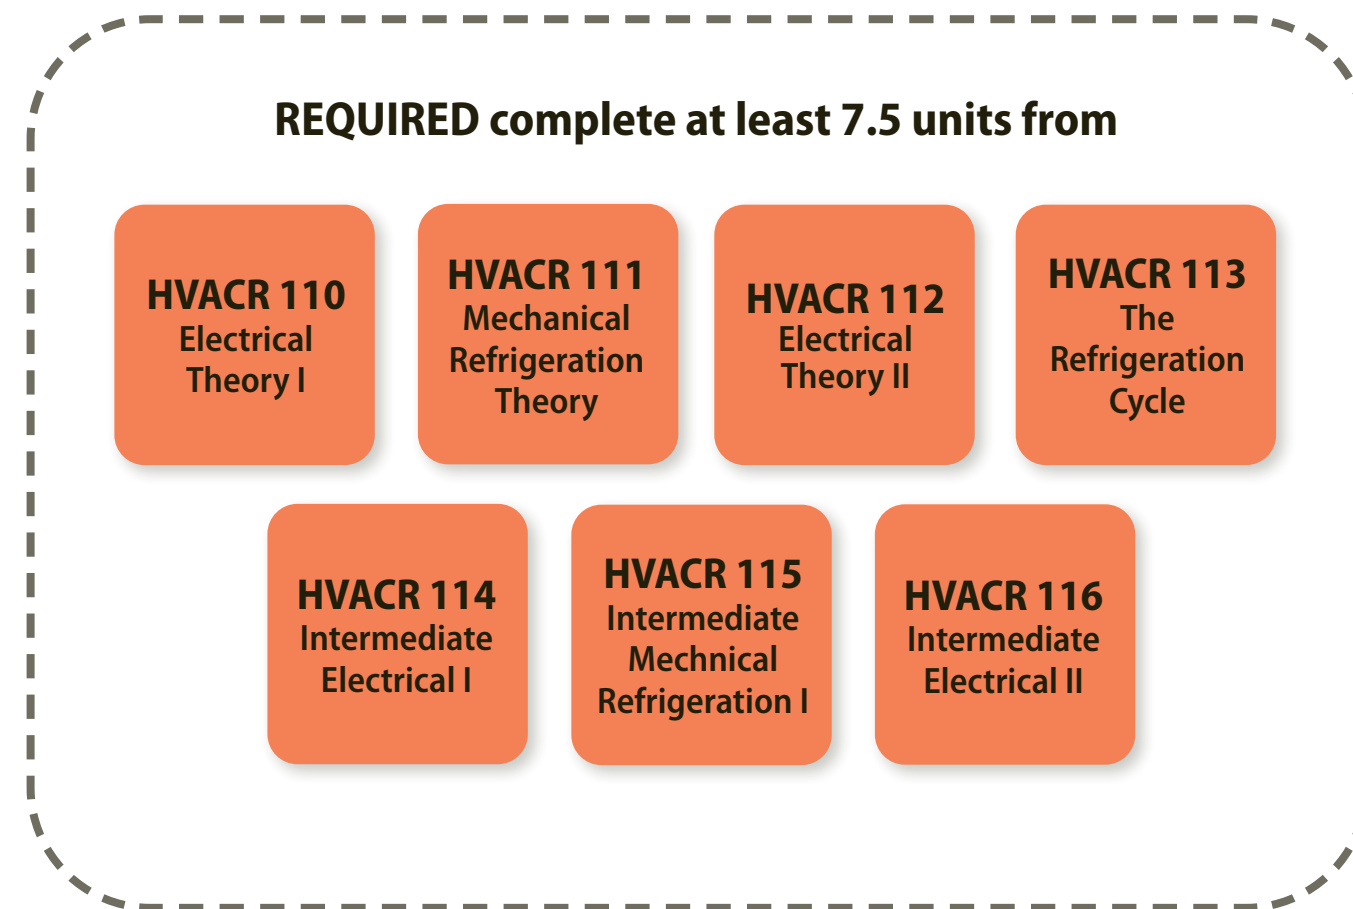 REQUIRED complete at least 7.5 units from
HVACR 110
Electrical
Theory I
HVACR 111
Mechanical
Refrigeration
Theory
HVACR 112
Electrical
Theory II
HVACR 113
The
Refrigeration
Cycle
HVACR 114
Intermediate
Electrical I
HVACR 115
Intermediate
Mechnical
Refrigeration I
HVACR 116
Intermediate
Electrical II